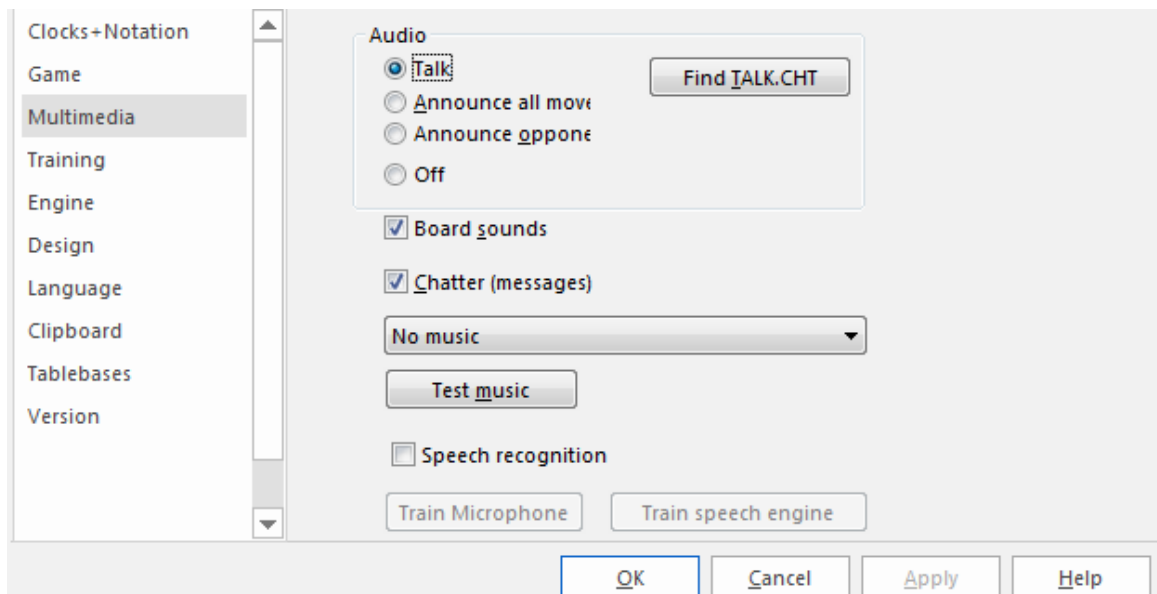 Clocks+Notation
Game
Multimedia
Training
Engine
Design
Language
Clipboard
Tablebases
Version
Audio
Talk
Find TALK.CHT
Announce all move
Announce oppone
Off
Board sounds
Chatter (messages)
No music
Test music
Speech recognition
Train Microphone Train speech engine
OK Cancel Apply Help